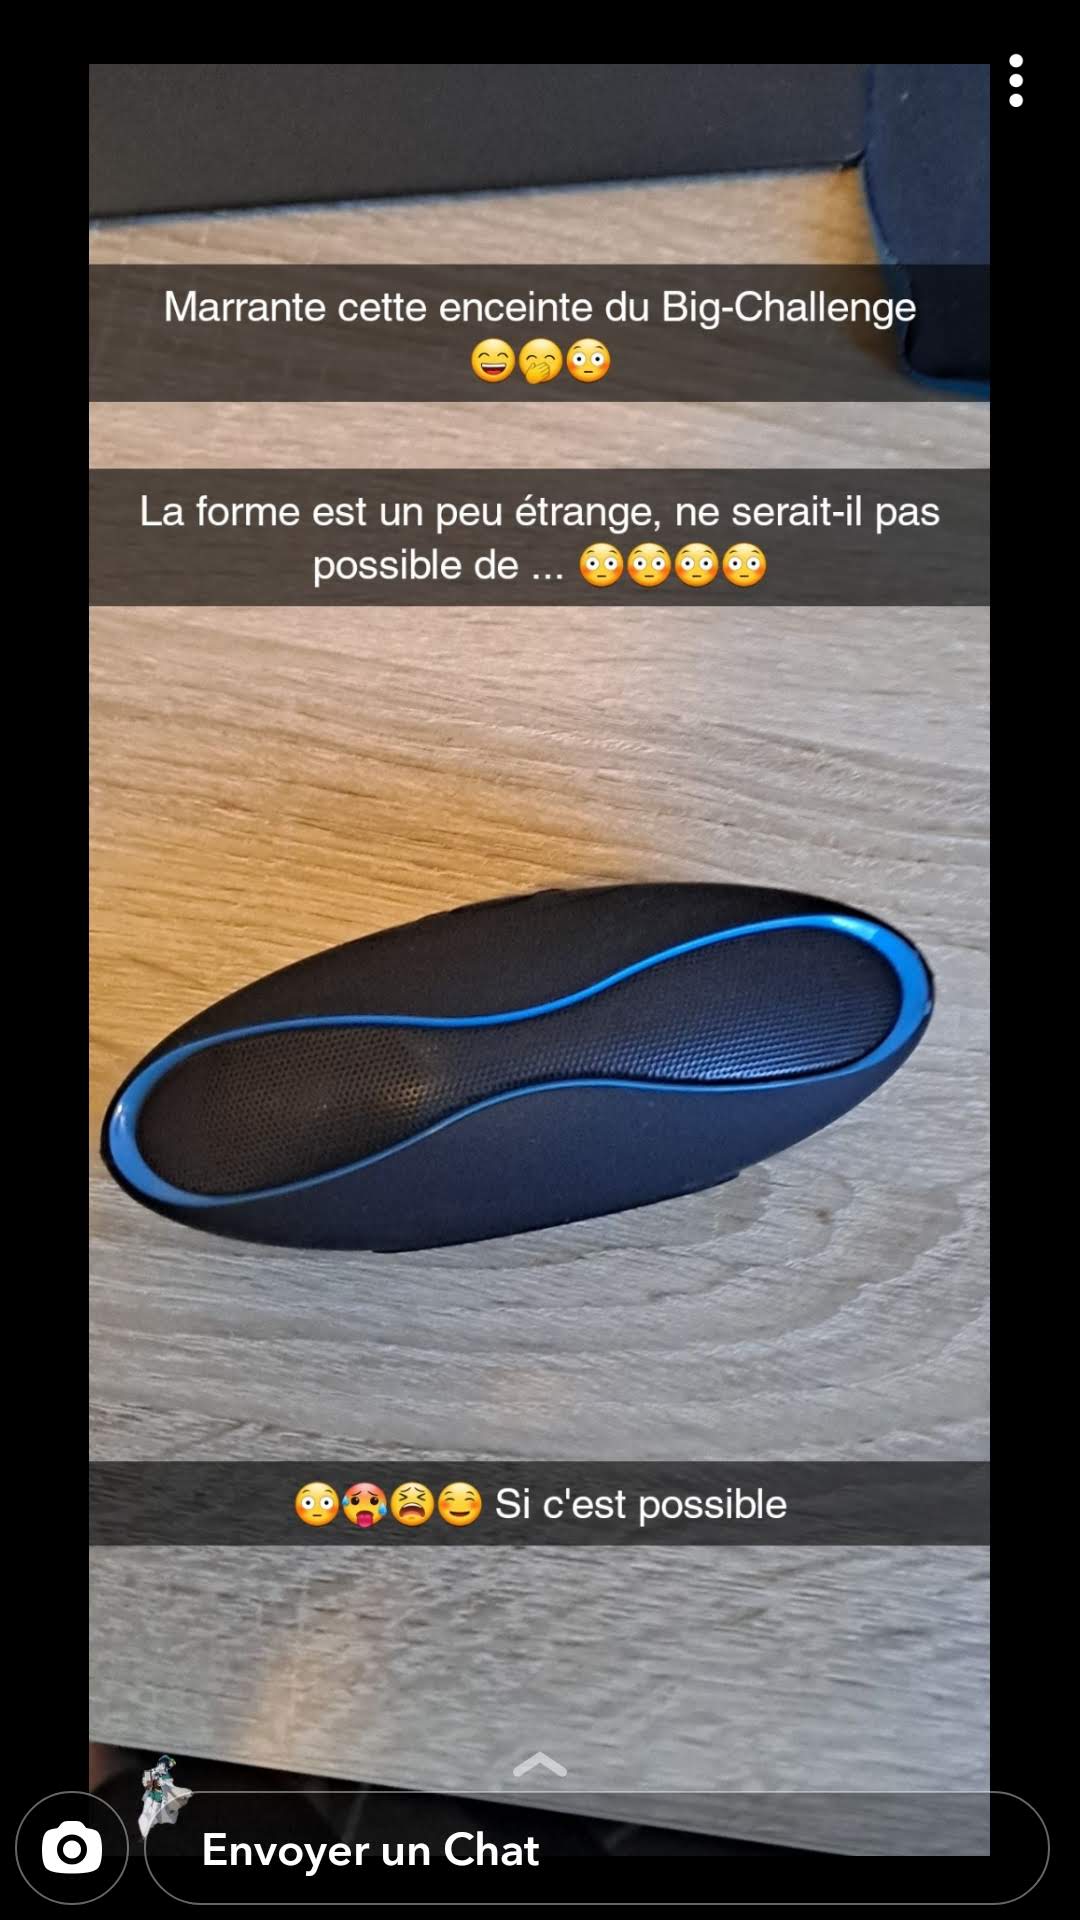 Marrante cette enceinte du Big-Challenge
😄🤭😳
La forme est un peu étrange, ne serait-il pas
possible de ... 😳😳😳😳
😳🥵😫☺️ Si c'est possible
Envoyer un Chat